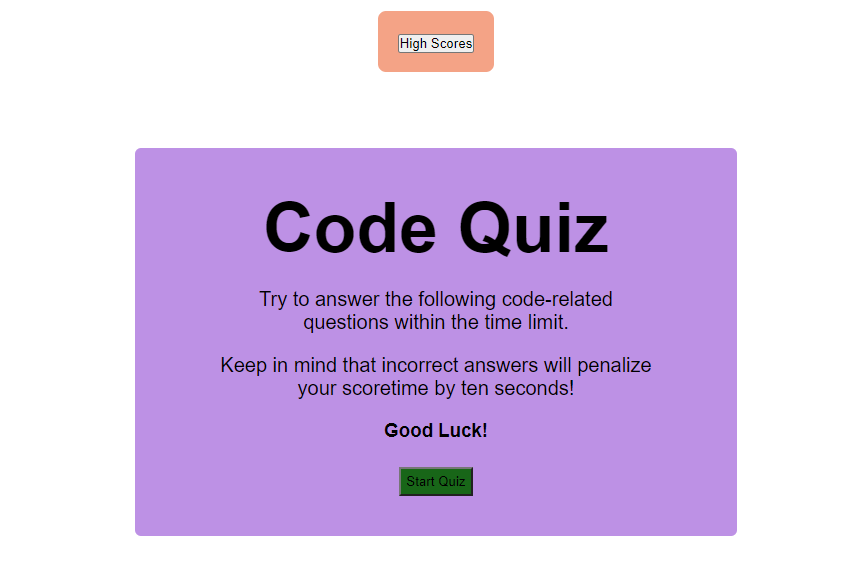 High Scores
Code Quiz
Try to answer the following code-related
questions within the time limit.
Keep in mind that incorrect answers will penalize
your scoretime by ten seconds!
Good Luck!
Start Quiz